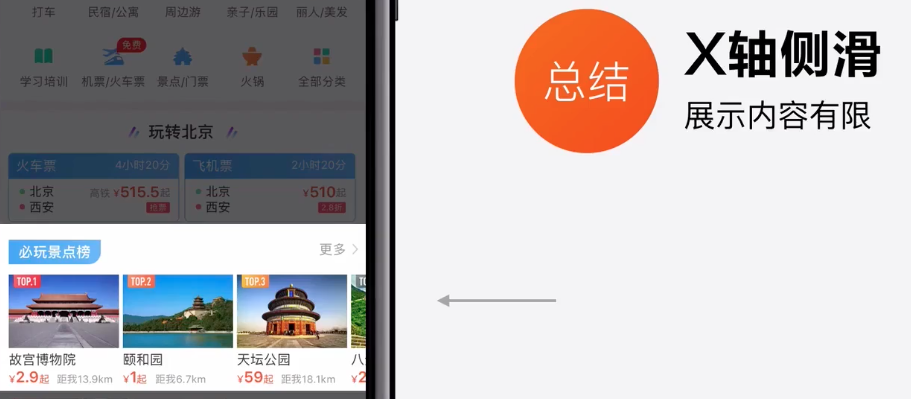 打车 民宿/公寓 周边游 亲子/乐园 丽人/美发
免费
学习培训 机票/火车票 景点/门票 火锅 全部分类
玩转北京
火车票 4小时20分 飞机票 2小时20分
北京 高铁 ¥515.5起 北京 ¥510起
西安 抢票 西安 2.8折
必玩景点榜 更多
TOP.1 TOP.2 TOP.3 TO
故宫博物院 颐和园 天坛公园 八
¥2.9起 距我13.9km ¥1起 距我6.7km ¥59起 距我18.1km ¥2
总结
X轴侧滑
展示内容有限